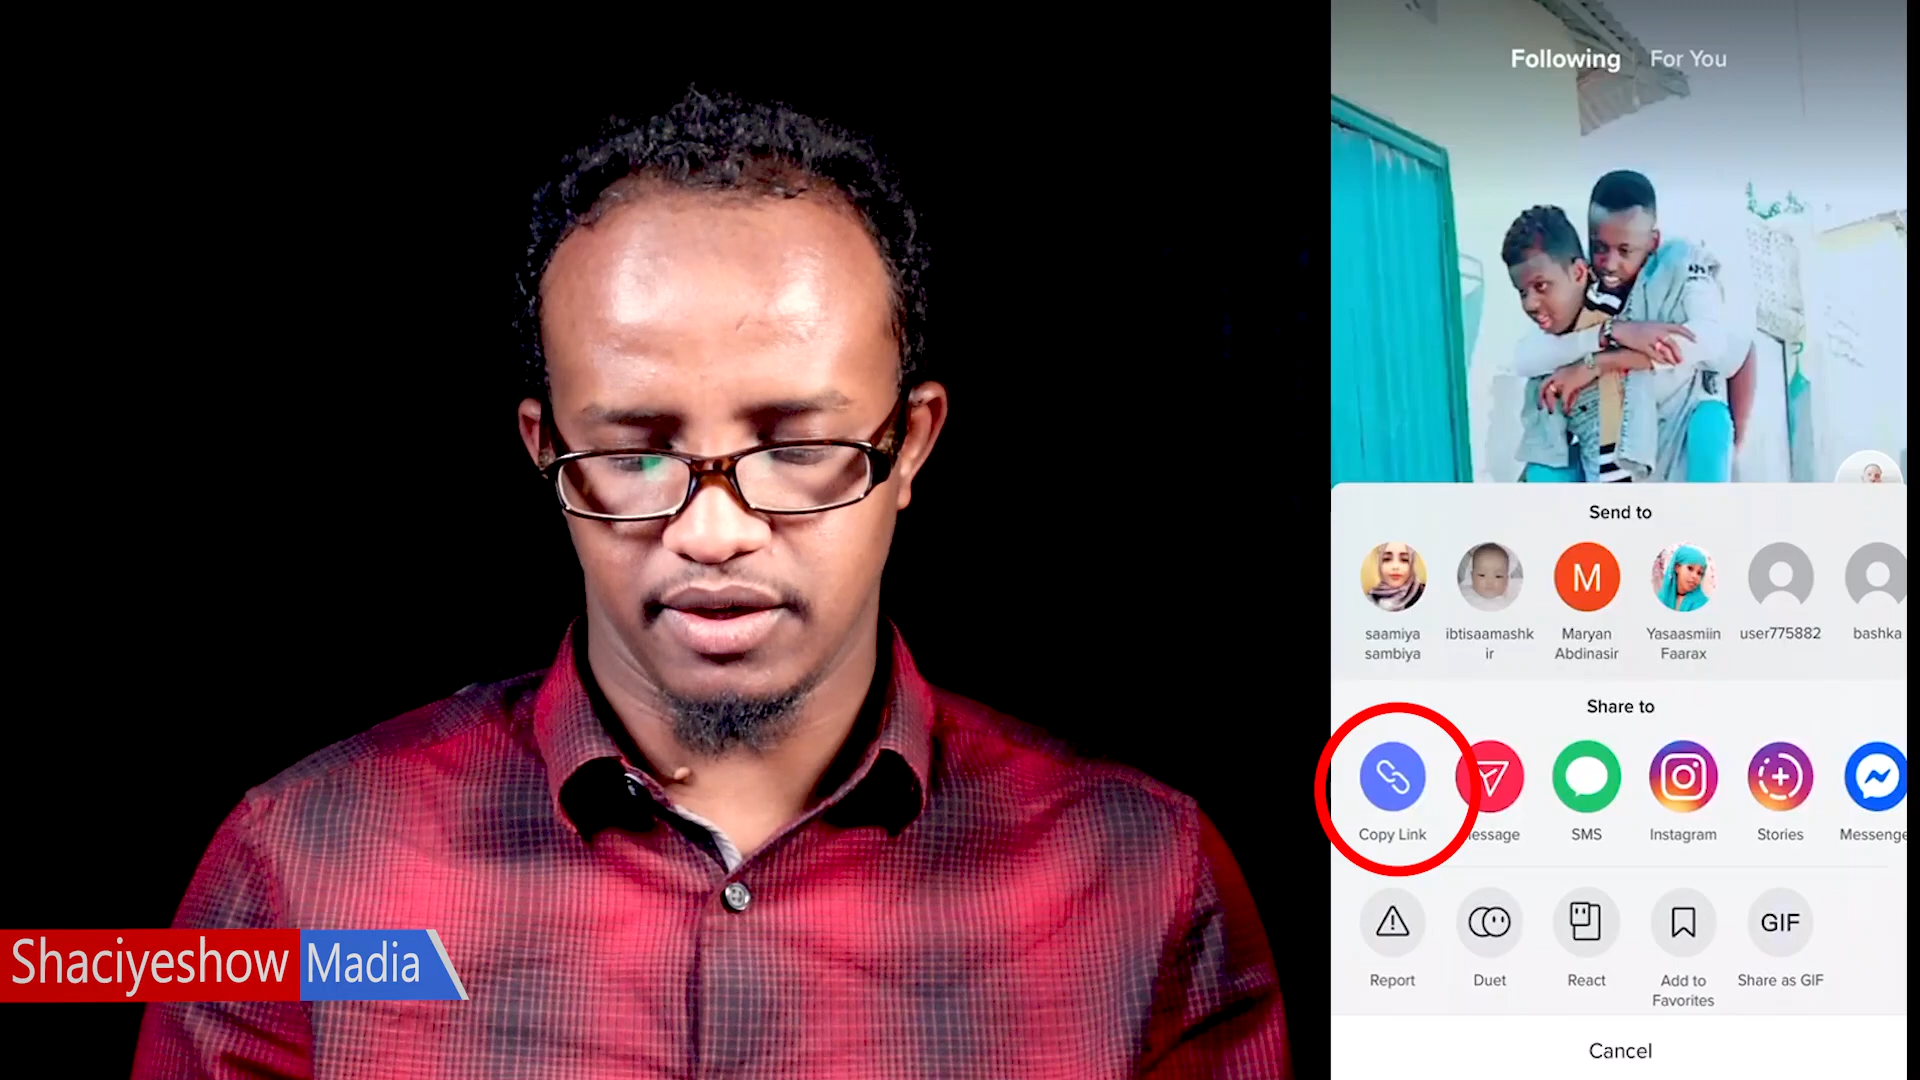 Following For You
Send to
saamiya
sambiya
ibtisaamashk
ir
Maryan
Abdinasir
Yasaasmiin
Faarax
user775882
bashka
Share to
Copy Link
essage
SMS
Instagram
Stories
Messenge
Report
Duet
React
Add to
Favorites
GIF
Share as GIF
Cancel
M
Shaciyeshow Madia